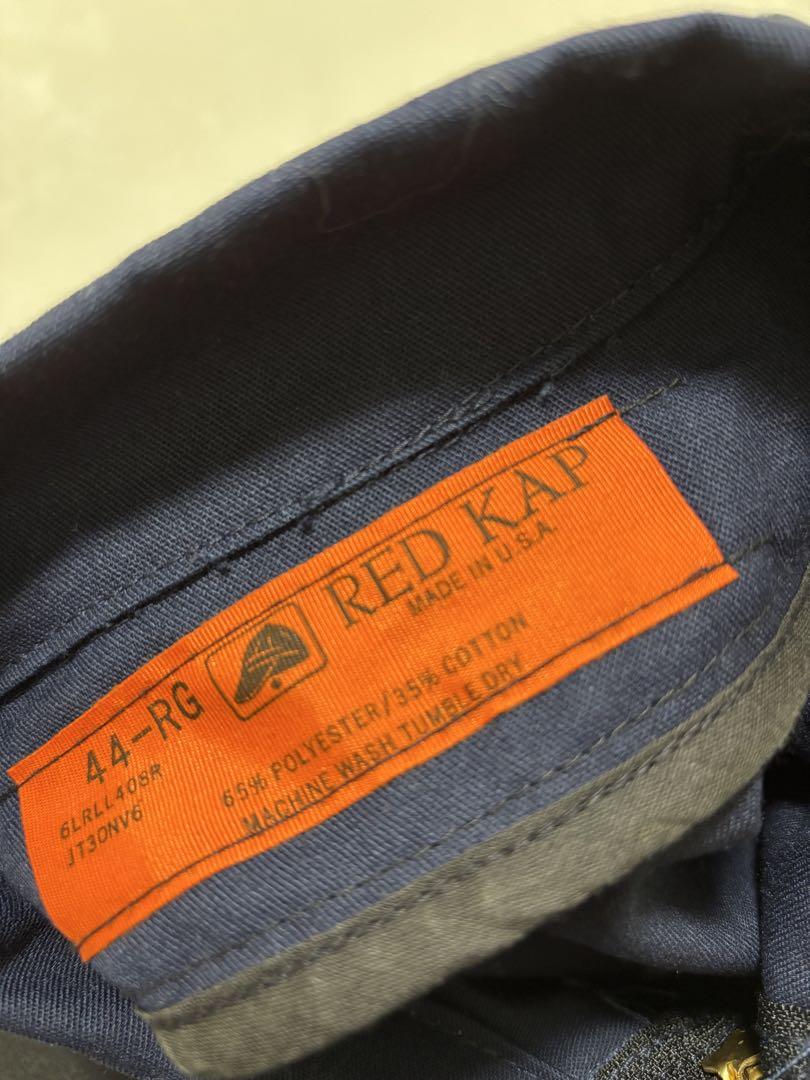 RED KAP
MADE IN U.S.A.
44-RG
6LRLL408R
JT30NV6
65% POLYESTER/35% COTTON
MACHINE WASH TUMBLE DRY